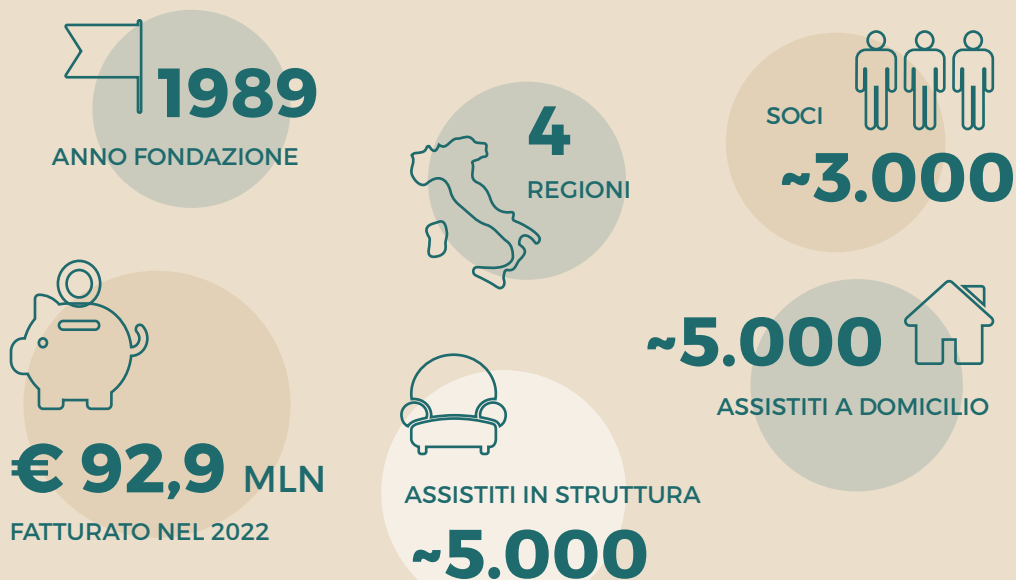 1989
ANNO FONDAZIONE
4
REGIONI
SOCI
~3.000
€ 92,9 MLN
FATTURATO NEL 2022
ASSISTITI IN STRUTTURA
~5.000
~5.000
ASSISTITI A DOMICILIO